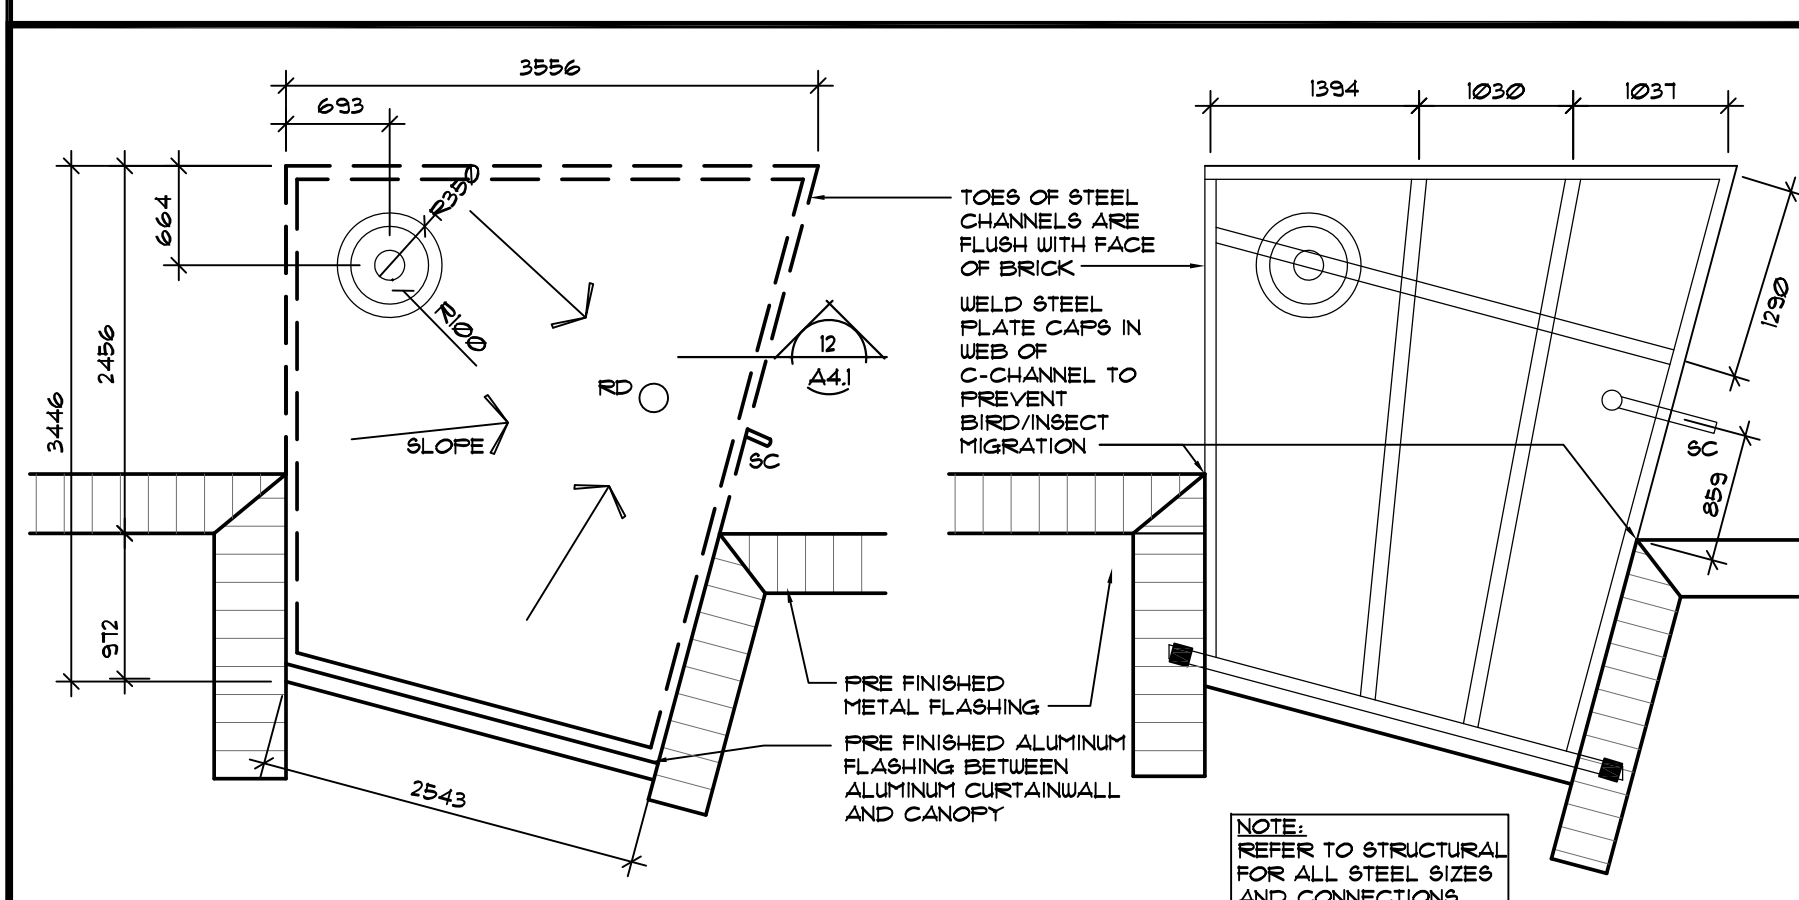 3556
693
664
R350
R100
2456
3446
972
2543
SLOPE
RD
12
A4.1
SC
TOES OF STEEL
CHANNELS ARE
FLUSH WITH FACE
OF BRICK
WELD STEEL
PLATE CAPS IN
WEB OF
C-CHANNEL TO
PREVENT
BIRD/INSECT
MIGRATION
PRE FINISHED
METAL FLASHING
PRE FINISHED ALUMINUM
FLASHING BETWEEN
ALUMINUM CURTAINWALL
AND CANOPY
1394
1030
1037
1290
SC
859
NOTE:
REFER TO STRUCTURAL
FOR ALL STEEL SIZES
AND CONNECTIONS